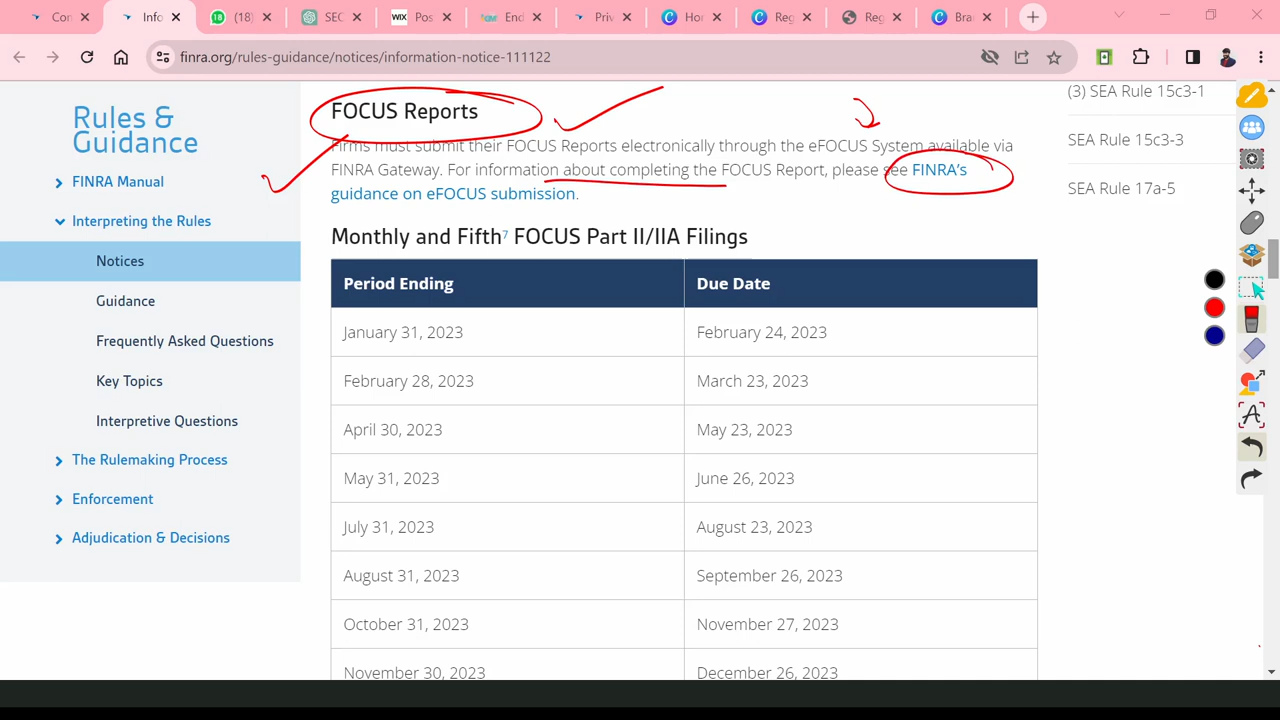 Cor
Info
(18)
SEC
WIX Pos
End
Priv
Hor
Reg
Reg
Bra
finra.org/rules-guidance/notices/information-notice-111122
Rules &
Guidance
FINRA Manual
Interpreting the Rules
Notices
Guidance
Frequently Asked Questions
Key Topics
Interpretive Questions
The Rulemaking Process
Enforcement
Adjudication & Decisions
FOCUS Reports
Firms must submit their FOCUS Reports electronically through the eFOCUS System available via
FINRA Gateway. For information about completing the FOCUS Report, please see FINRA's
guidance on eFOCUS submission.
Monthly and Fifth7 FOCUS Part II/IIA Filings
Period Ending Due Date
January 31, 2023 February 24, 2023
February 28, 2023 March 23, 2023
April 30, 2023 May 23, 2023
May 31, 2023 June 26, 2023
July 31, 2023 August 23, 2023
August 31, 2023 September 26, 2023
October 31, 2023 November 27, 2023
November 30, 2023 December 26, 2023
(3) SEA Rule 15c3-1
SEA Rule 15c3-3
SEA Rule 17a-5